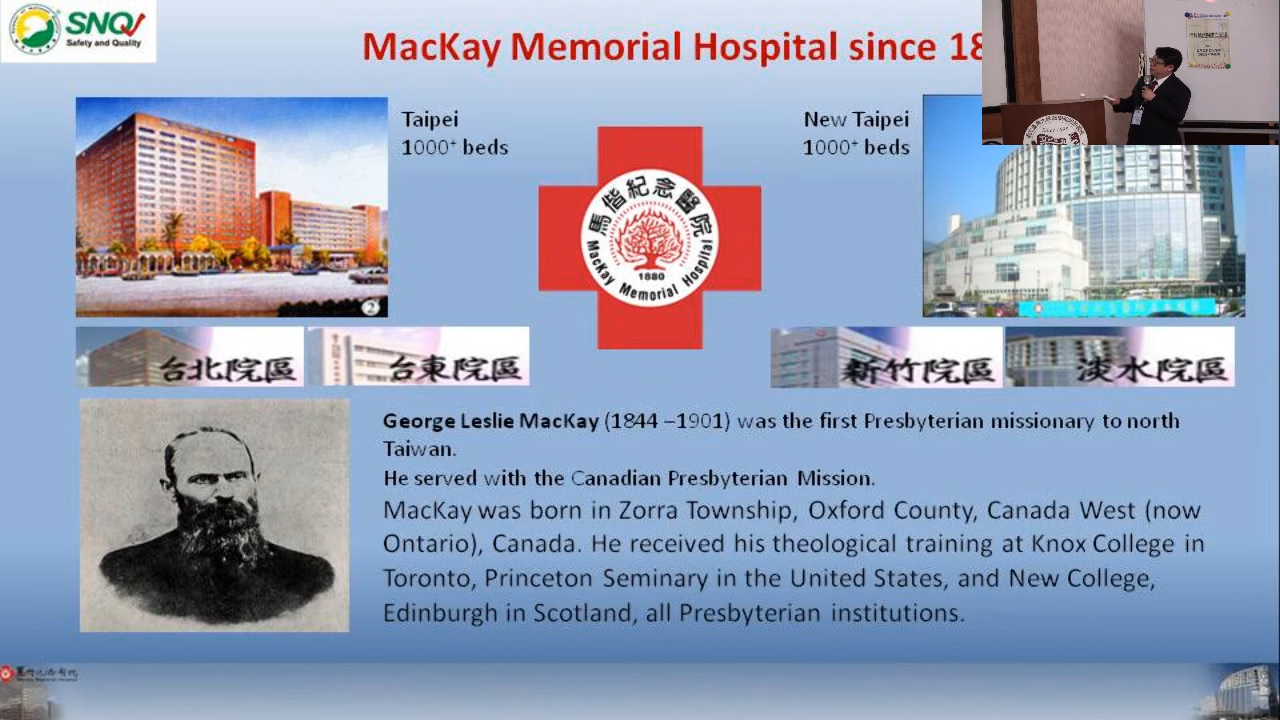 SNQ
Safety and Quality
MacKay Memorial Hospital since 18
Taipei
1000+ beds
New Taipei
1000+ beds
馬偕紀念醫院
1880
MacKay Memorial Hospital
2
台北院區
台東院區
新竹院區
淡水院區
George Leslie MacKay (1844 –1901) was the first Presbyterian missionary to north
Taiwan.
He served with the Canadian Presbyterian Mission.
MacKay was born in Zorra Township, Oxford County, Canada West (now
Ontario), Canada. He received his theological training at Knox College in
Toronto, Princeton Seminary in the United States, and New College,
Edinburgh in Scotland, all Presbyterian institutions.